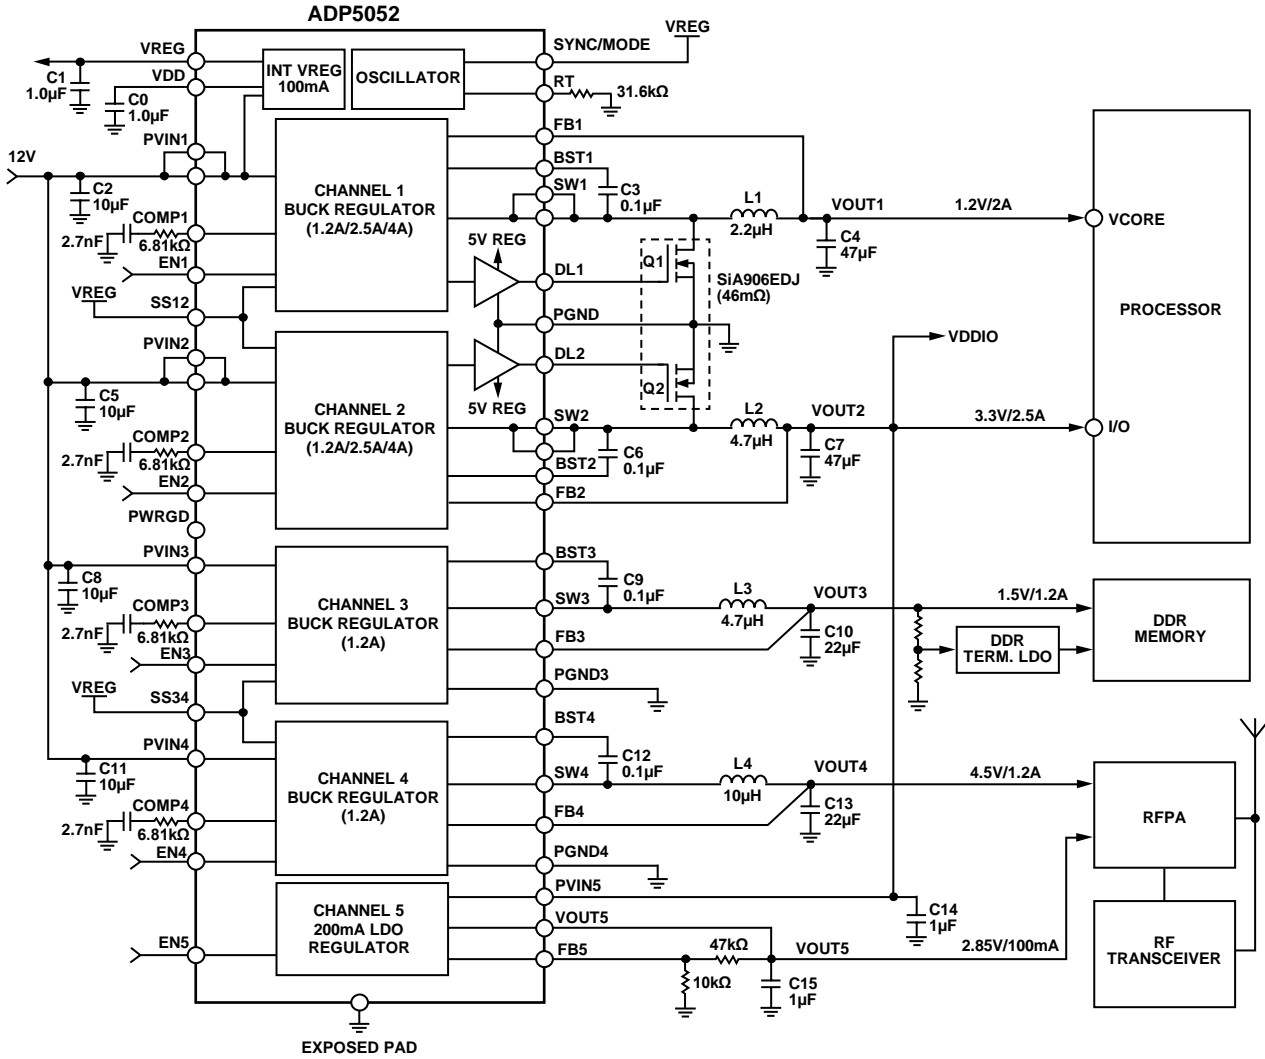 ADP5052
VREG
VDD
C1
1.0µF
C0
1.0µF
INT VREG
100mA
OSCILLATOR
SYNC/MODE
VREG
RT
31.6kΩ
PVIN1
12V
C2
10µF
COMP1
2.7nF
6.81kΩ
EN1
VREG
SS12
CHANNEL 1
BUCK REGULATOR
(1.2A/2.5A/4A)
FB1
BST1
SW1
C3
0.1µF
L1
2.2µH
VOUT1
1.2V/2A
C4
47µF
VCORE
5V REG
DL1
Q1
SiA906EDJ
(46mΩ)
PGND
PROCESSOR
VDDIO
PVIN2
C5
10µF
COMP2
2.7nF
6.81kΩ
EN2
PWRGD
CHANNEL 2
BUCK REGULATOR
(1.2A/2.5A/4A)
DL2
Q2
5V REG
SW2
C6
0.1µF
BST2
FB2
L2
4.7µH
VOUT2
3.3V/2.5A
C7
47µF
I/O
PVIN3
C8
10µF
COMP3
2.7nF
6.81kΩ
EN3
VREG
SS34
CHANNEL 3
BUCK REGULATOR
(1.2A)
BST3
C9
0.1µF
SW3
FB3
PGND3
L3
4.7µH
VOUT3
1.5V/1.2A
C10
22µF
DDR
TERM. LDO
DDR
MEMORY
PVIN4
C11
10µF
COMP4
2.7nF
6.81kΩ
EN4
CHANNEL 4
BUCK REGULATOR
(1.2A)
BST4
C12
0.1µF
SW4
FB4
PGND4
L4
10µH
VOUT4
4.5V/1.2A
C13
22µF
RFPA
EN5
CHANNEL 5
200mA LDO
REGULATOR
PVIN5
VOUT5
FB5
47kΩ
10kΩ
VOUT5
C15
1µF
C14
1µF
2.85V/100mA
RF
TRANSCEIVER
EXPOSED PAD